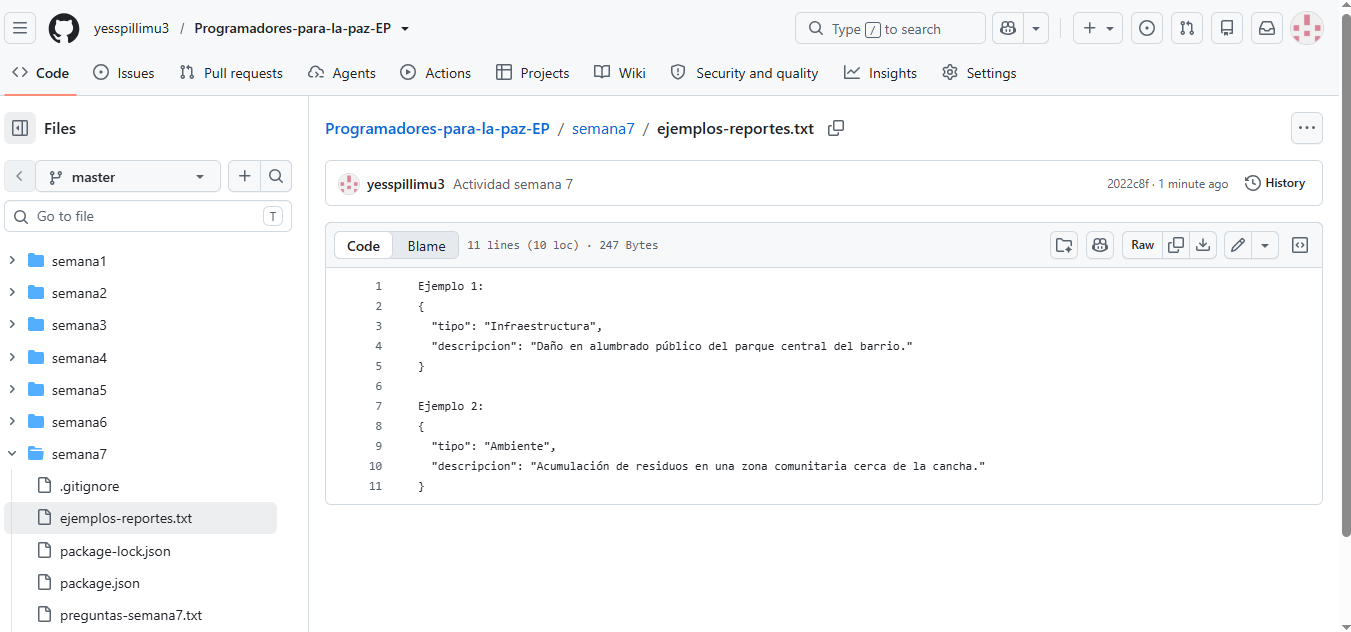 yesspillimu3 / Programadores-para-la-paz-EP
Type / to search
Code Issues Pull requests Agents Actions Projects Wiki Security and quality Insights Settings
Files
master
Go to file T
semana1
semana2
semana3
semana4
semana5
semana6
semana7
.gitignore
ejemplos-reportes.txt
package-lock.json
package.json
preguntas-semana7.txt
Programadores-para-la-paz-EP / semana7 / ejemplos-reportes.txt
yesspillimu3 Actividad semana 7
2022c8f · 1 minute ago History
Code Blame 11 lines (10 loc) · 247 Bytes
Raw
1 Ejemplo 1:
2 {
3 "tipo": "Infraestructura",
4 "descripcion": "Daño en alumbrado público del parque central del barrio."
5 }
6
7 Ejemplo 2:
8 {
9 "tipo": "Ambiente",
10 "descripcion": "Acumulación de residuos en una zona comunitaria cerca de la cancha."
11 }